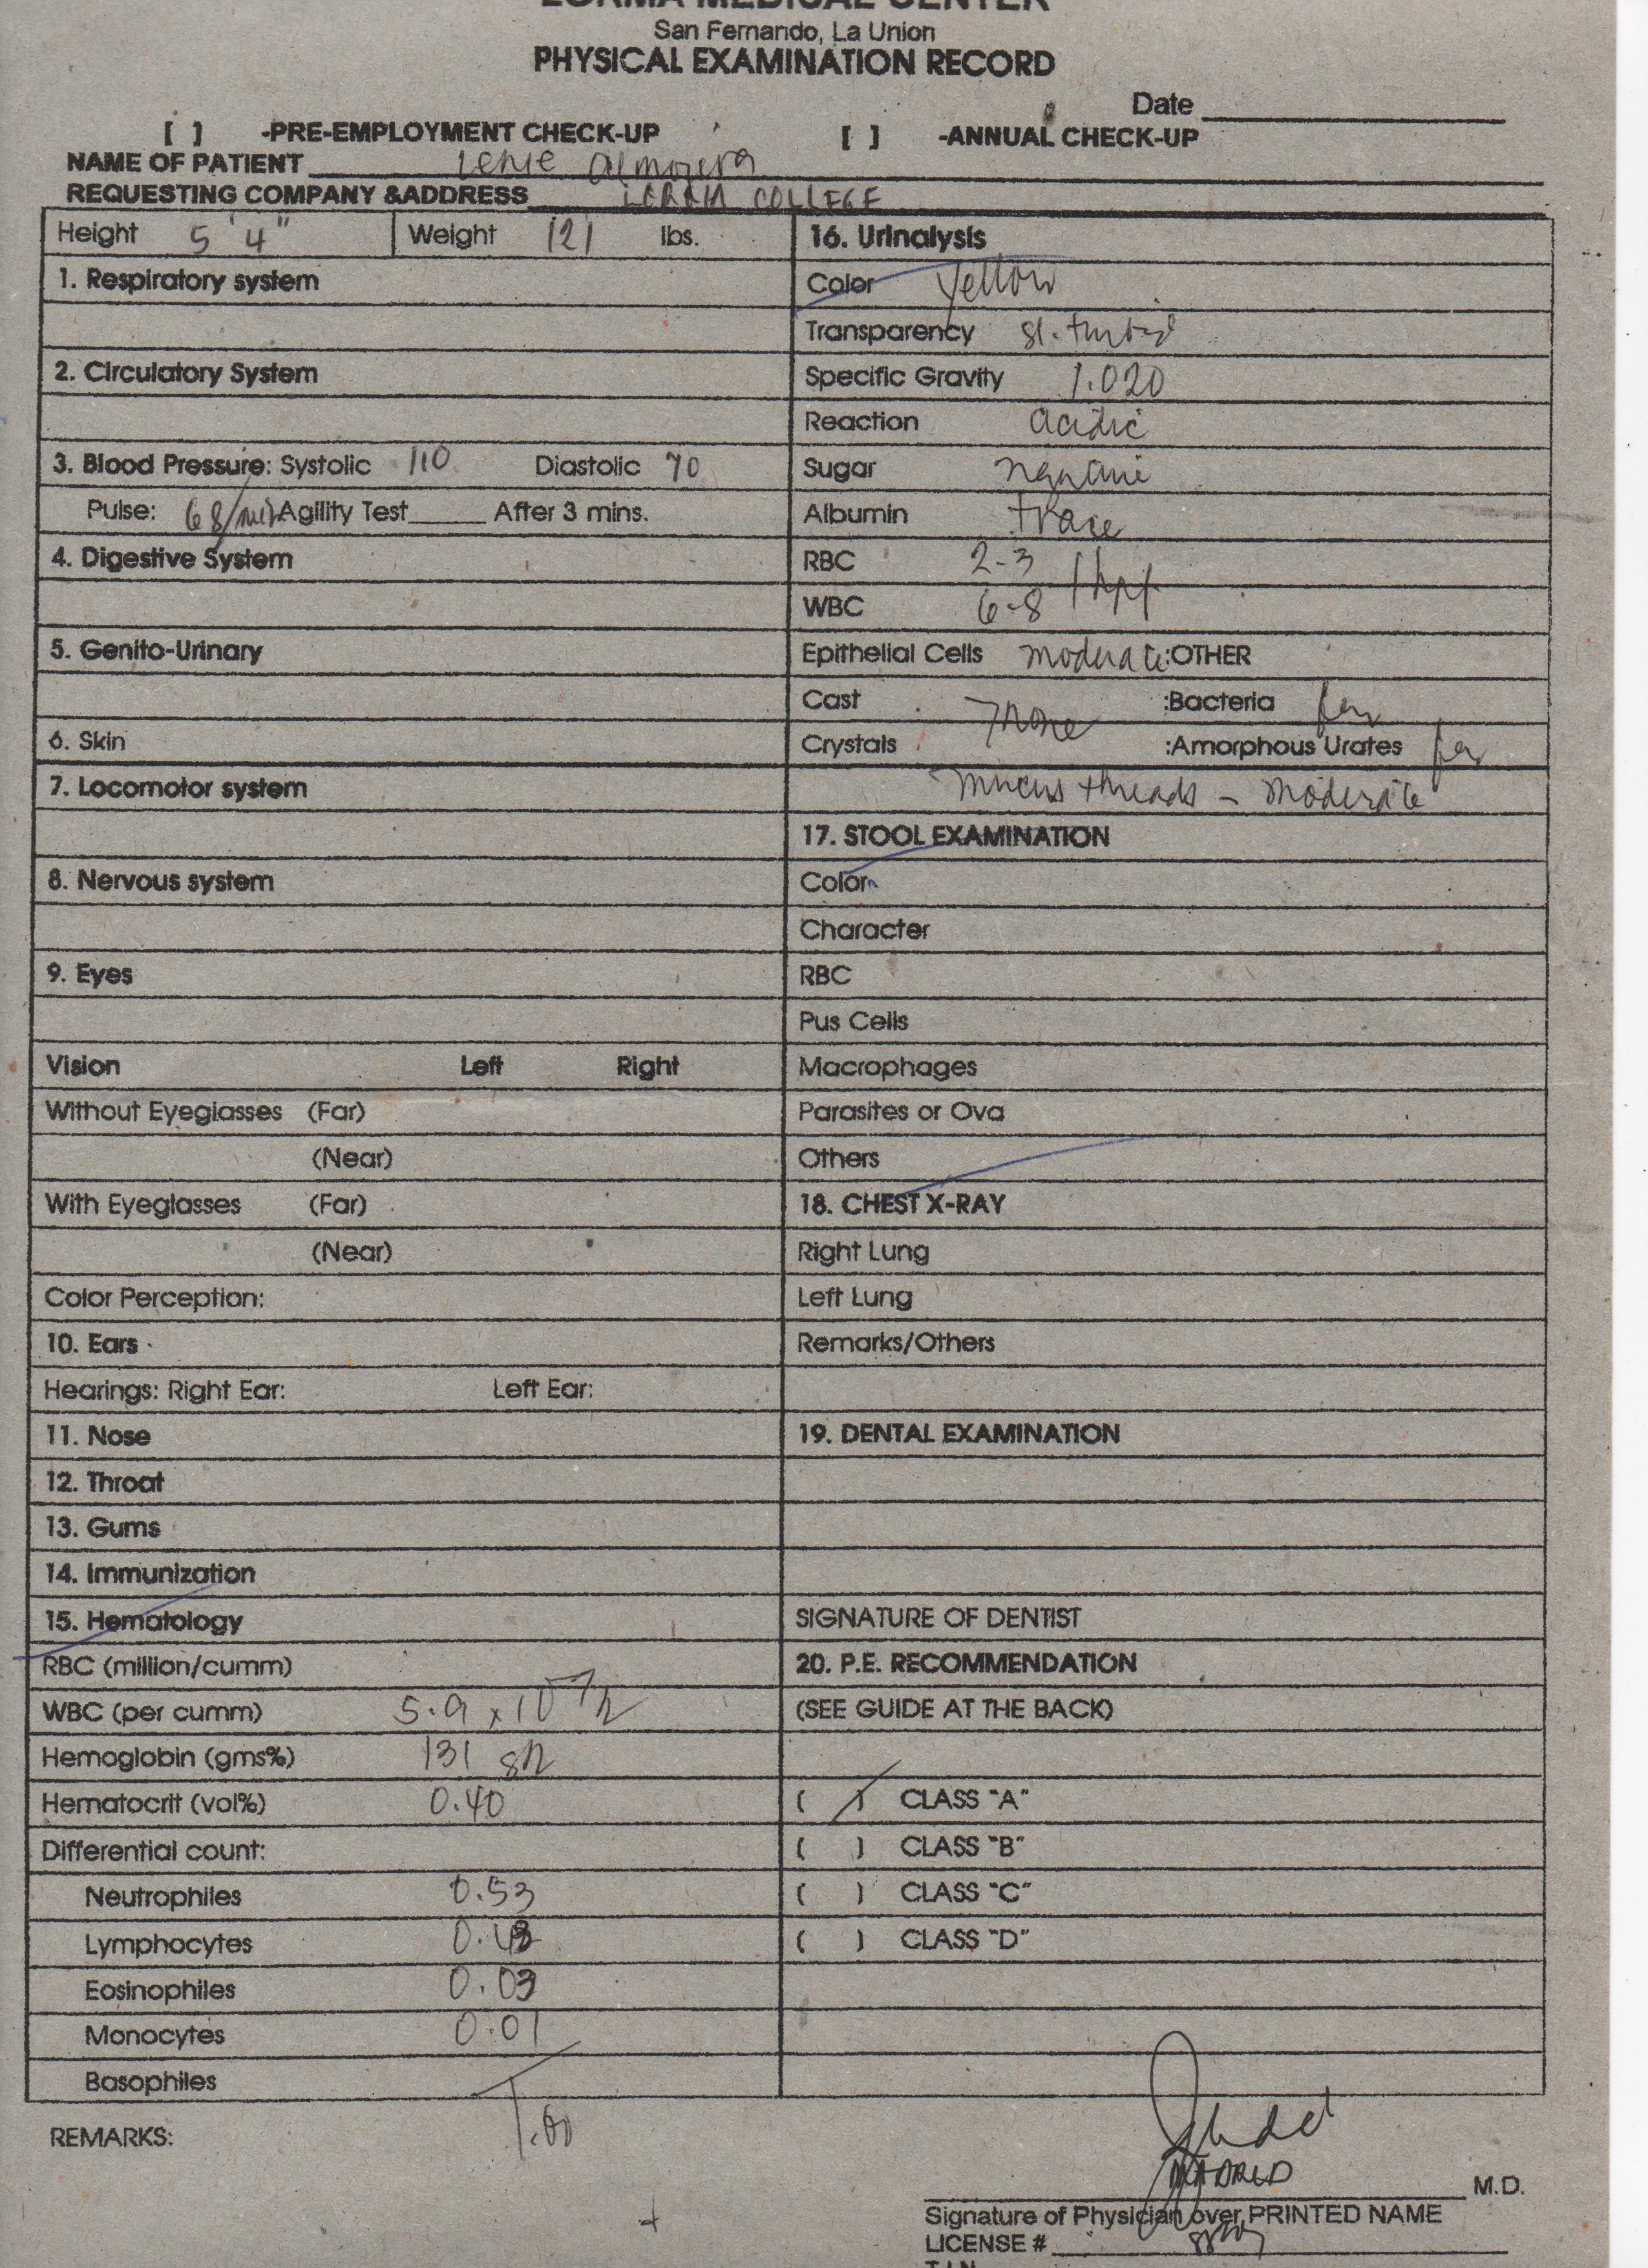 LORMA MEDICAL CENTER
San Fernando, La Union
PHYSICAL EXAMINATION RECORD
Date
[ ] -PRE-EMPLOYMENT CHECK-UP [ ] -ANNUAL CHECK-UP
NAME OF PATIENT
REQUESTING COMPANY &ADDRESS LORMA COLLEGE
Height 5'4" Weight 121 lbs.
1. Respiratory system
2. Circulatory System
3. Blood Pressure: Systolic 110 Diastolic 70
Pulse: 68/min Agility Test_____ After 3 mins.
4. Digestive System
5. Genito-Urinary
6. Skin
7. Locomotor system
8. Nervous system
9. Eyes
Vision Left Right
Without Eyeglasses (Far)
(Near)
With Eyeglasses (Far)
(Near)
Color Perception:
10. Ears
Hearings: Right Ear: Left Ear:
11. Nose
12. Throat
13. Gums
14. Immunization
15. Hematology
RBC (million/cumm)
WBC (per cumm) 5.9 x 10
Hemoglobin (gms%) 131 g/L
Hematocrit (vol%) 0.40
Differential count:
Neutrophiles 0.53
Lymphocytes
Eosinophiles 0.03
Monocytes 0.01
Basophiles
1.00
REMARKS:
16. Urinalysis
Color Yellow
Transparency sl. turbid
Specific Gravity 1.020
Reaction acidic
Sugar negative
Albumin trace
RBC 2-3
WBC 6-8 /hpf
Epithelial Cells moderate :OTHER
Cast none :Bacteria few
Crystals :Amorphous Urates few
mucus threads - moderate
17. STOOL EXAMINATION
Color
Character
RBC
Pus Cells
Macrophages
Parasites or Ova
Others
18. CHEST X-RAY
Right Lung
Left Lung
Remarks/Others
19. DENTAL EXAMINATION
SIGNATURE OF DENTIST
20. P.E. RECOMMENDATION
(SEE GUIDE AT THE BACK)
( / ) CLASS "A"
( ) CLASS "B"
( ) CLASS "C"
( ) CLASS "D"
MADRID M.D.
Signature of Physician over PRINTED NAME
LICENSE #
T.I.N.